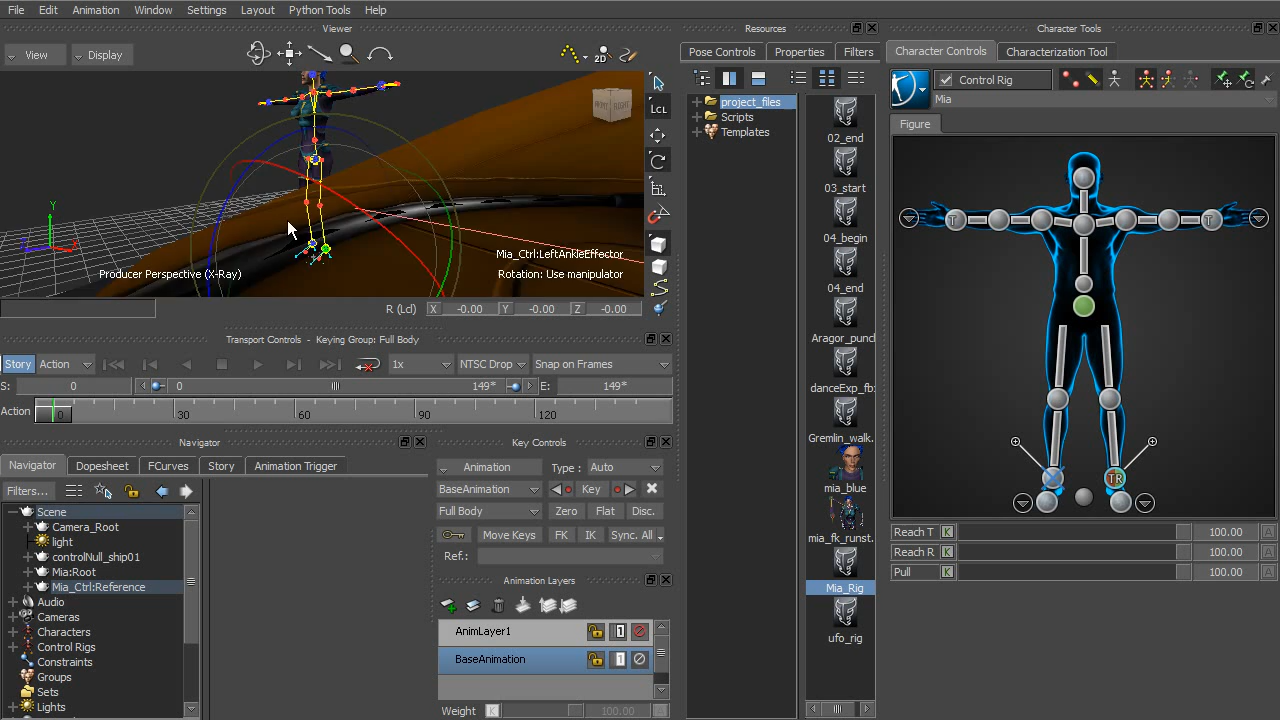 File Edit Animation Window Settings Layout Python Tools Help
Viewer
View Display
2D
LCL
HOME RIGHT
Y
X
Z
Mia_Ctrl:LeftAnkleEffector
Producer Perspective (X-Ray)
Rotation: Use manipulator
R (Lcl) X -0.00 Y -0.00 Z -0.00
Transport Controls - Keying Group: Full Body
Story Action 1x NTSC Drop Snap on Frames
S: 0 0 149* E: 149*
Action 0 30 60 90 120
Navigator
Navigator Dopesheet FCurves Story Animation Trigger
Filters...
Scene
Camera_Root
light
controlNull_ship01
Mia:Root
Mia_Ctrl:Reference
Audio
Cameras
Characters
Control Rigs
Constraints
Groups
Sets
Lights
Key Controls
Animation Type : Auto
BaseAnimation Key
Full Body Zero Flat Disc.
Move Keys FK IK Sync. All
Ref.:
Animation Layers
AnimLayer1 1
BaseAnimation 1
Weight K 100.00 A
Resources
Pose Controls Properties Filters
project_files
Scripts
Templates
02_end
03_start
04_begin
04_end
Aragor_punc
danceExp_fb
Gremlin_walk.
mia_blue
mia_fk_runst.
Mia_Rig
ufo_rig
Character Tools
Character Controls Characterization Tool
Control Rig
Mia
Figure
T T
TR
Reach T K 100.00 A
Reach R K 100.00 A
Pull K 100.00 A